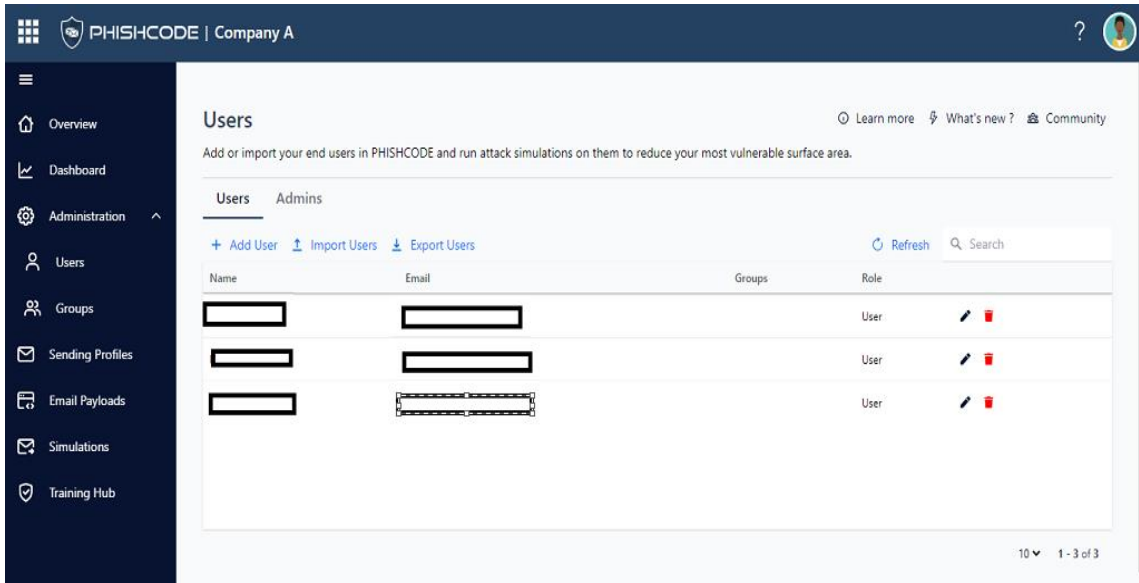 PHISHCODE | Company A
?
Overview
Dashboard
Administration
Users
Groups
Sending Profiles
Email Payloads
Simulations
Training Hub
Users
Learn more What's new ? Community
Add or import your end users in PHISHCODE and run attack simulations on them to reduce your most vulnerable surface area.
Users Admins
+ Add User Import Users Export Users Refresh Search
Name Email Groups Role
User
User
User
10 1 - 3 of 3